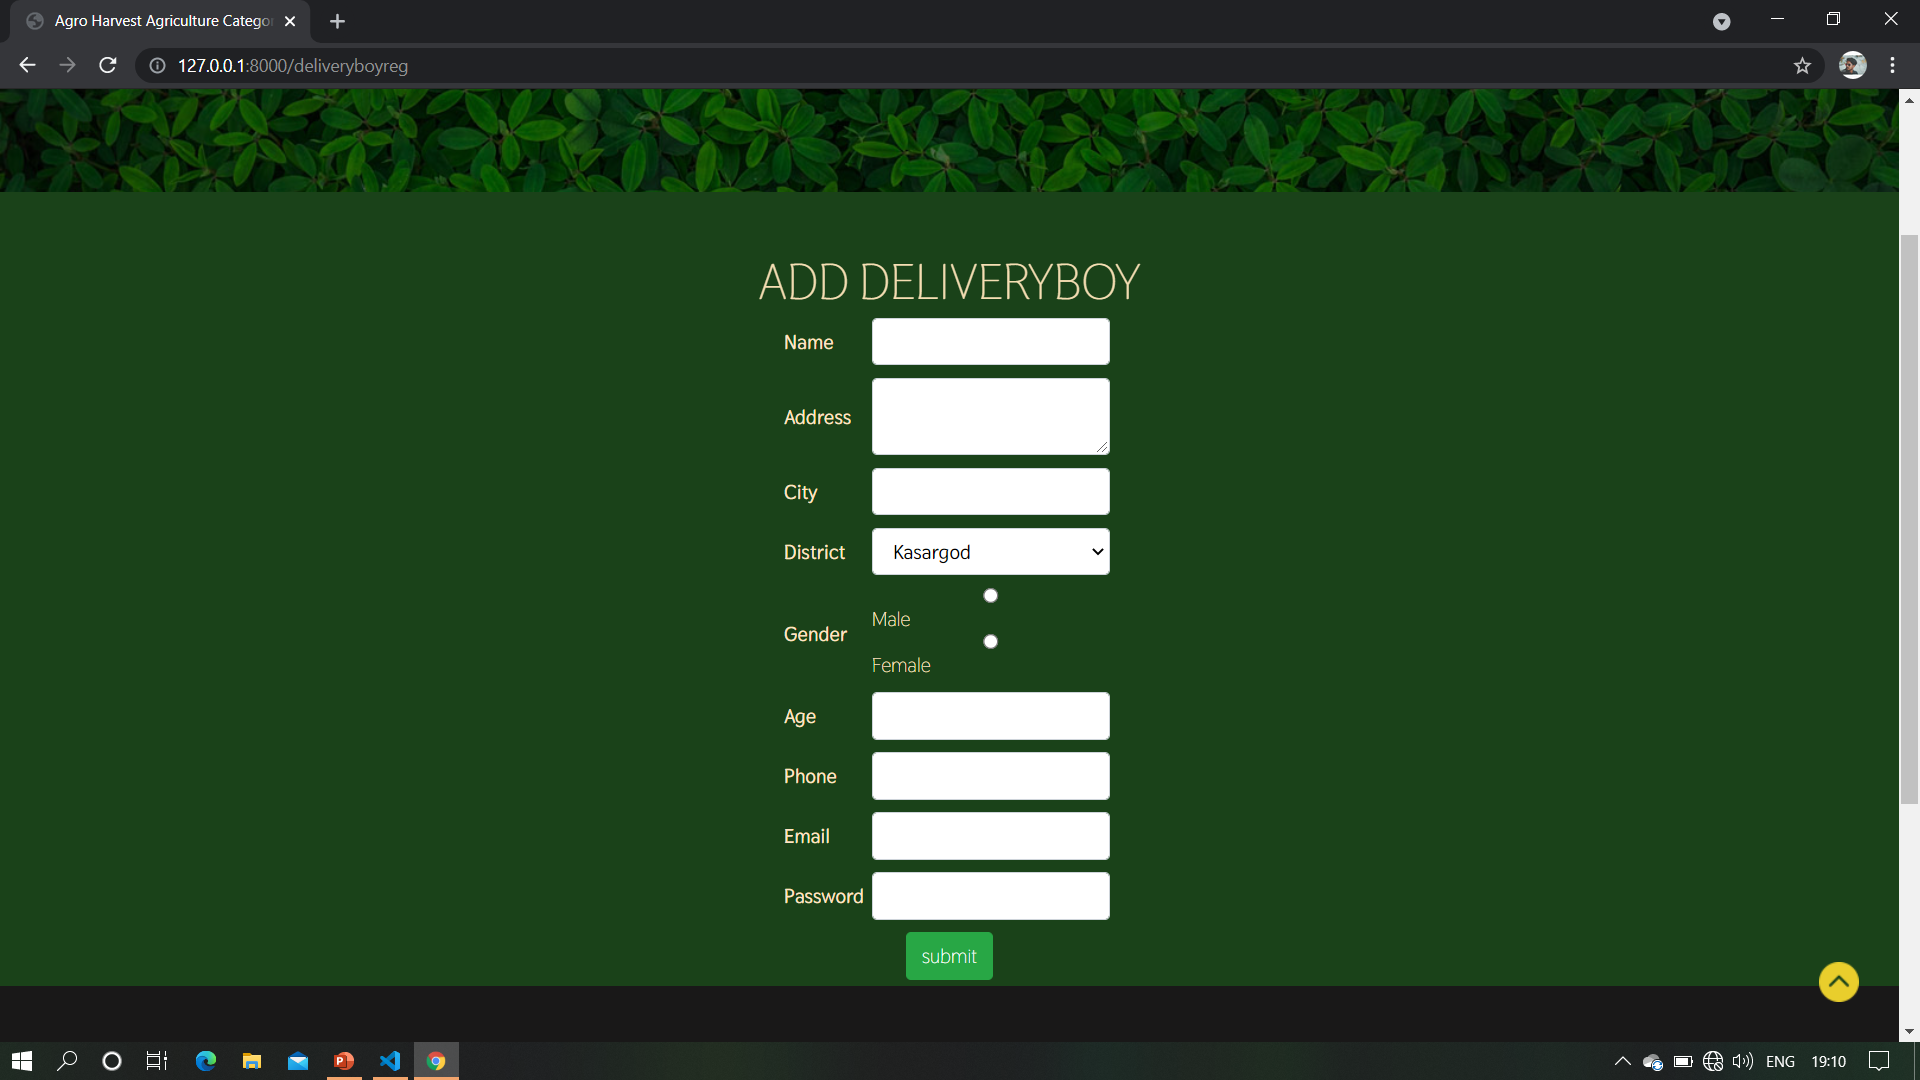 Agro Harvest Agriculture Catego
127.0.0.1:8000/deliveryboyreg
ADD DELIVERYBOY
Name
Address
City
District Kasargod
Male
Gender
Female
Age
Phone
Email
Password
submit
ENG 19:10